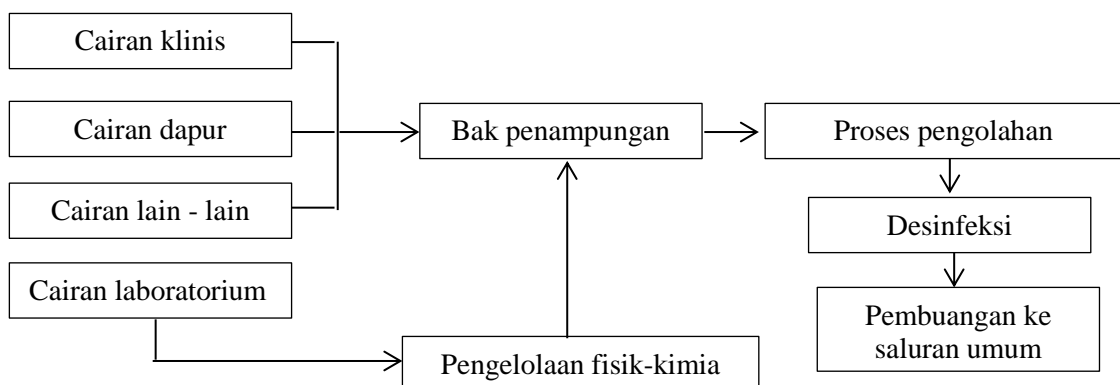 Cairan klinis
Cairan dapur
Bak penampungan
Proses pengolahan
Cairan lain - lain
Desinfeksi
Cairan laboratorium
Pembuangan ke
saluran umum
Pengelolaan fisik-kimia